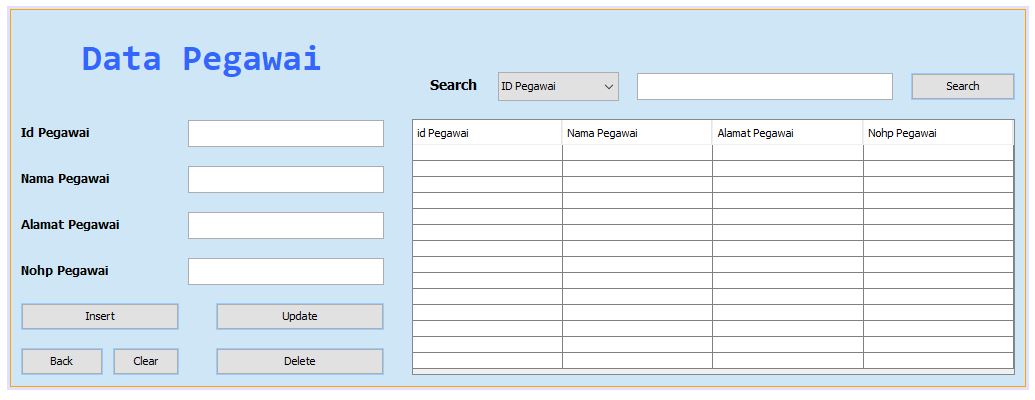 Data Pegawai
Search ID Pegawai Search
Id Pegawai
Nama Pegawai
Alamat Pegawai
Nohp Pegawai
Insert Update
Back Clear Delete
id Pegawai Nama Pegawai Alamat Pegawai Nohp Pegawai